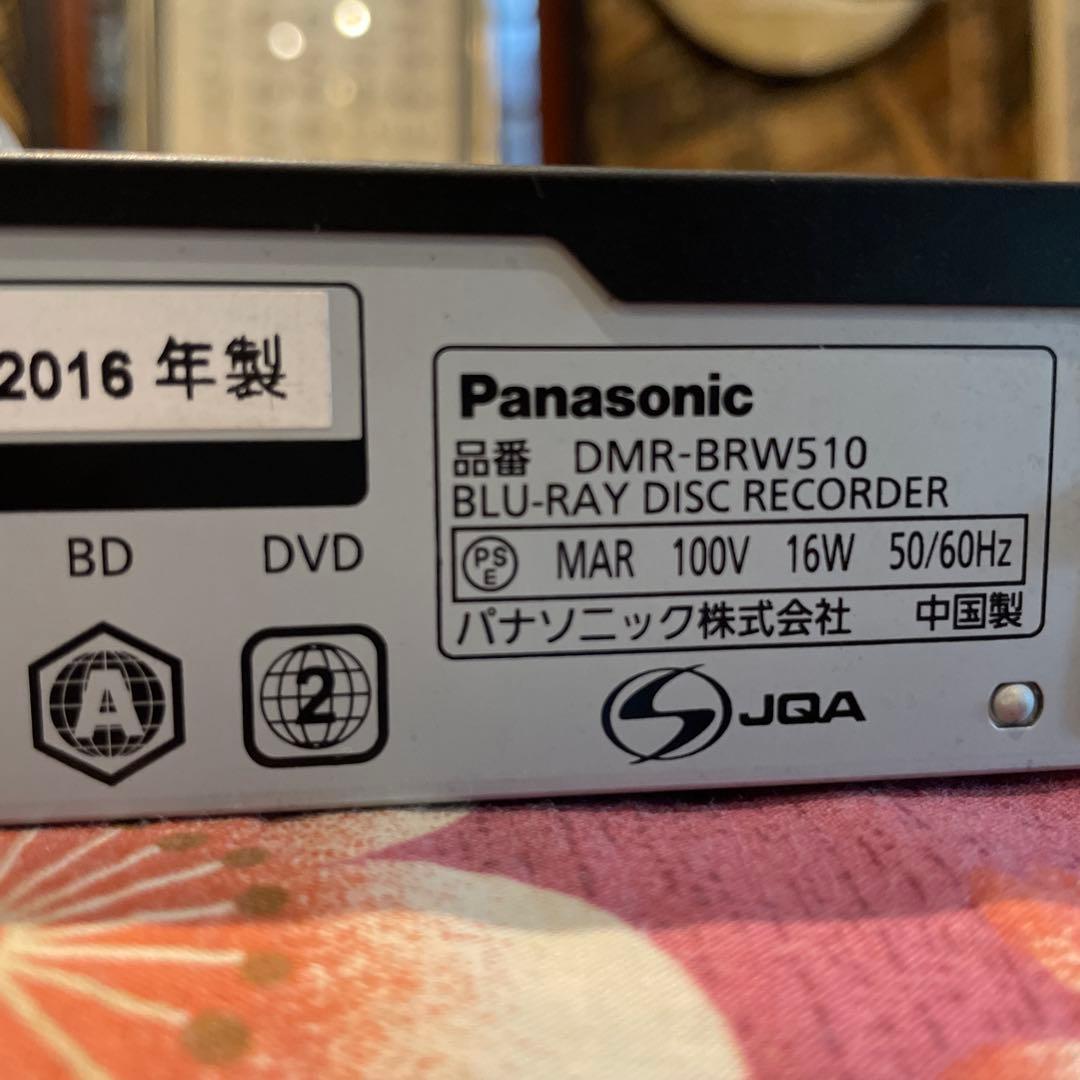 2016 年製
BD DVD
A 2
Panasonic
品番 DMR-BRW510
BLU-RAY DISC RECORDER
PSE MAR 100V 16W 50/60Hz
パナソニック株式会社 中国製
JQA